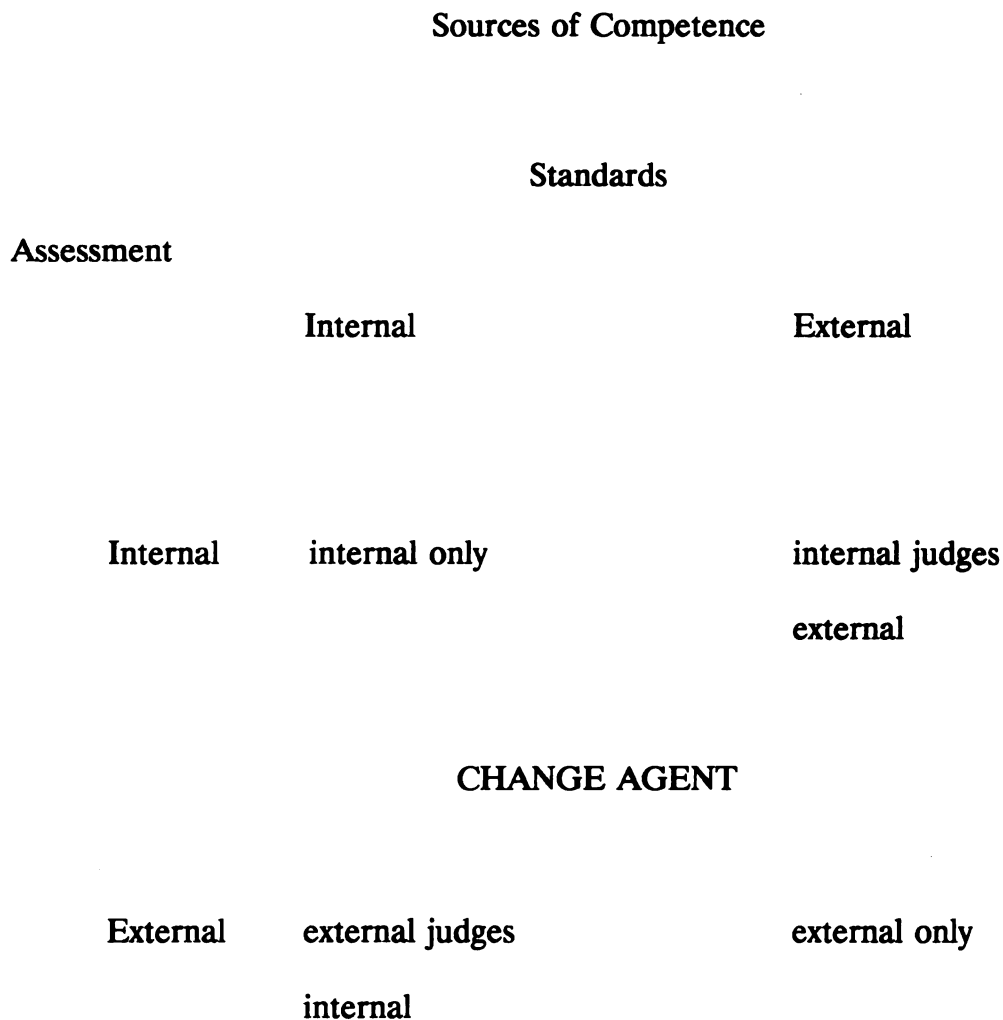 Sources of Competence
Standards
Assessment
Internal External
Internal internal only internal judges
external
CHANGE AGENT
External external judges external only
internal